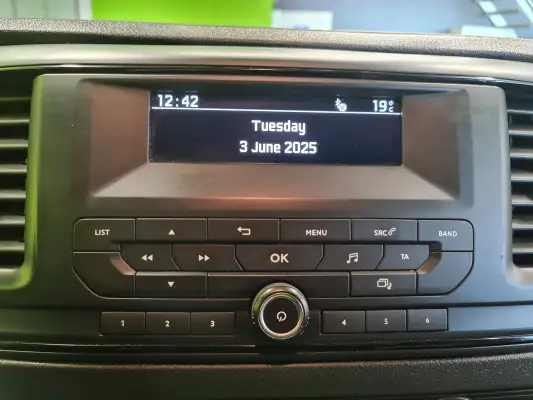 12:42 19°C
Tuesday
3 June 2025
LIST MENU SRC BAND
OK TA
1 2 3 4 5 6